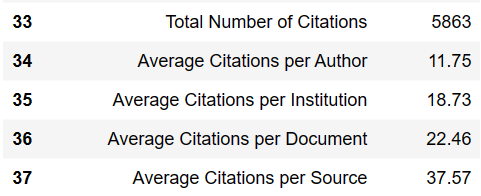 33 Total Number of Citations 5863
34 Average Citations per Author 11.75
35 Average Citations per Institution 18.73
36 Average Citations per Document 22.46
37 Average Citations per Source 37.57